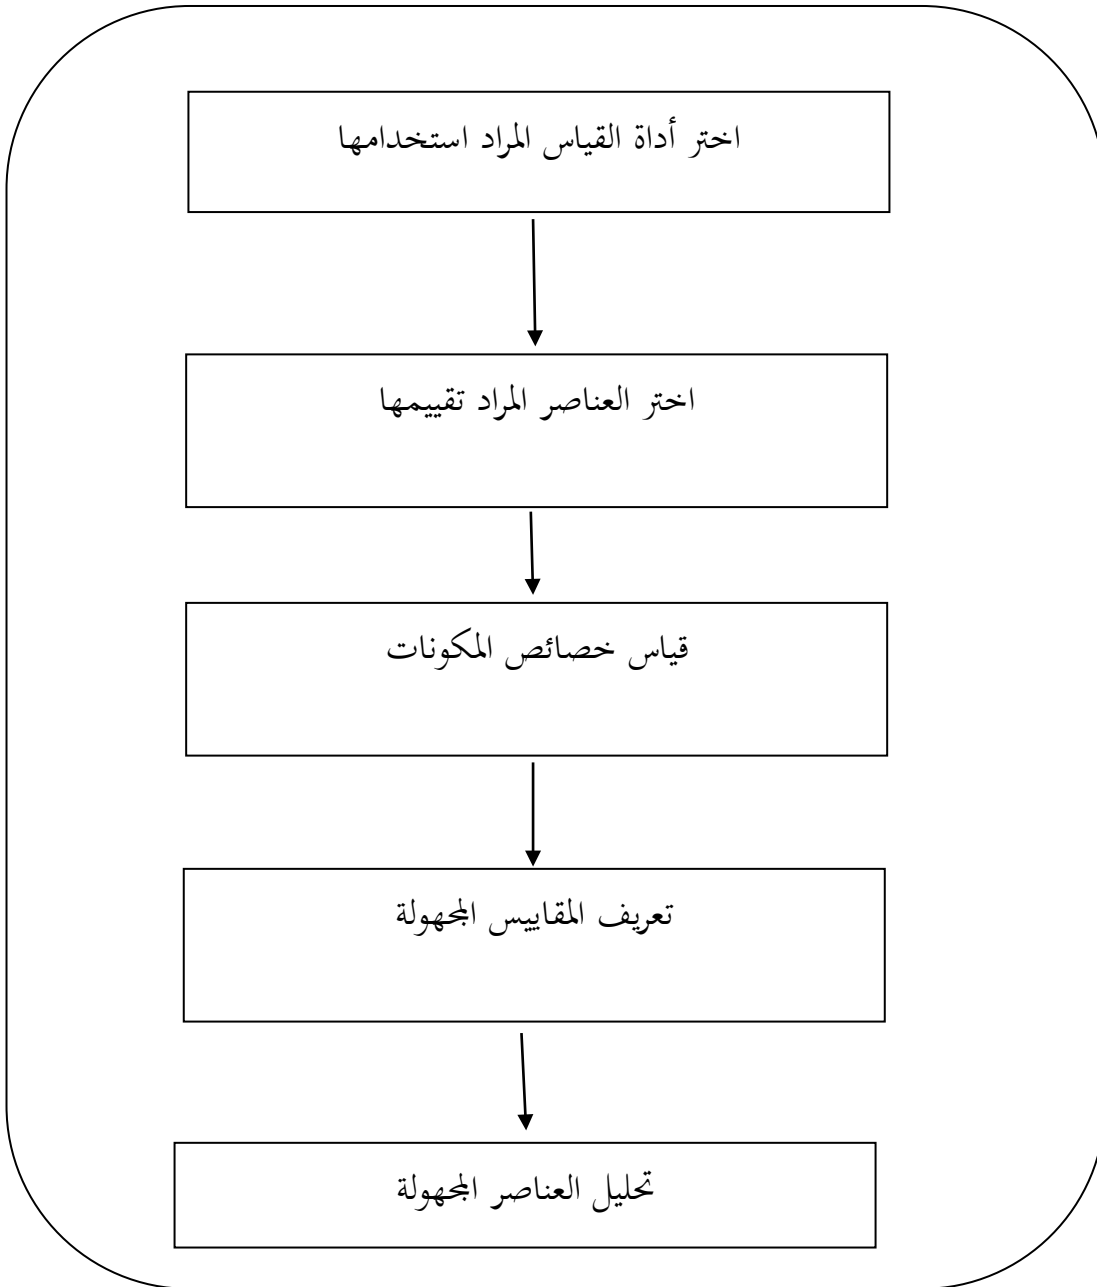 اختر أداة القياس المراد استخدامها
اختر العناصر المراد تقييمها
قياس خصائص المكونات
تعريف المقاييس المجهولة
تحليل العناصر المجهولة